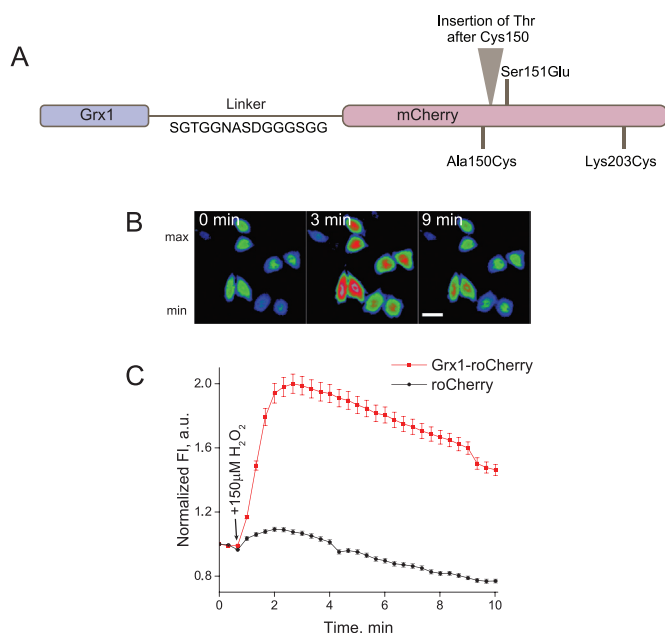 A
Insertion of Thr
after Cys150
Ser151Glu
Grx1
Linker
SGTGGNASDGGGSGG
mCherry
Ala150Cys
Lys203Cys
B
max
min
0 min
3 min
9 min
C
Grx1-roCherry
roCherry
Normalized FI, a.u.
2.0
1.6
1.2
0.8
+150μM H₂O₂
0
2
4
6
8
10
Time, min